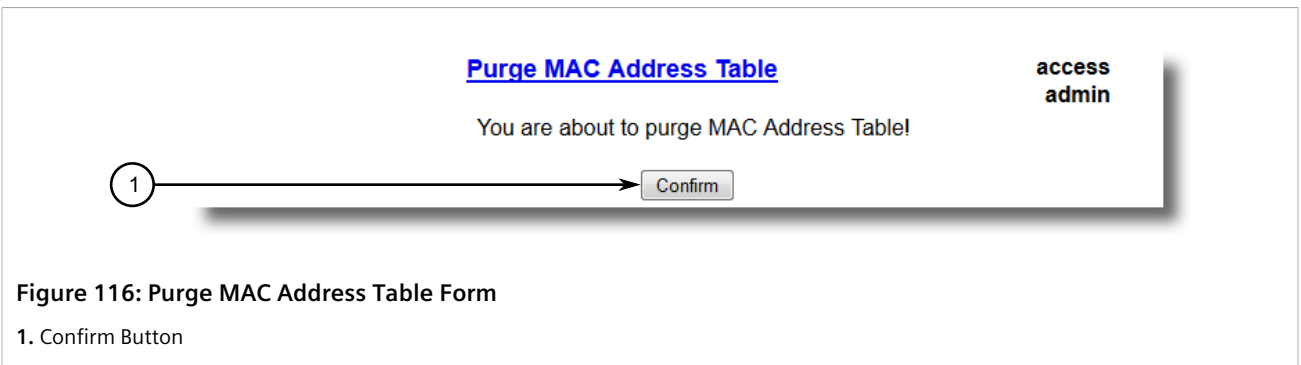 Purge MAC Address Table
access
admin
You are about to purge MAC Address Table!
1
Confirm
Figure 116: Purge MAC Address Table Form
1. Confirm Button